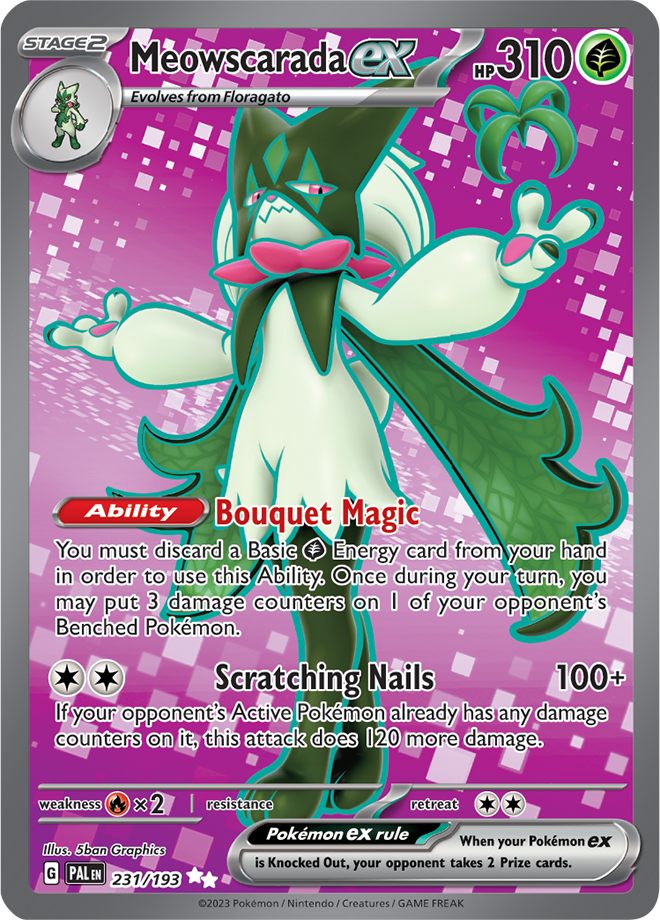 STAGE2
Meowscarada ex HP 310
Evolves from Floragato
Ability Bouquet Magic
You must discard a Basic Energy card from your hand
in order to use this Ability. Once during your turn, you
may put 3 damage counters on 1 of your opponent's
Benched Pokémon.
Scratching Nails 100+
If your opponent's Active Pokémon already has any damage
counters on it, this attack does 120 more damage.
weakness ×2 resistance retreat
Pokémon ex rule When your Pokémon ex
is Knocked Out, your opponent takes 2 Prize cards.
Illus. 5ban Graphics
G PAL EN 231/193
©2023 Pokémon / Nintendo / Creatures / GAME FREAK